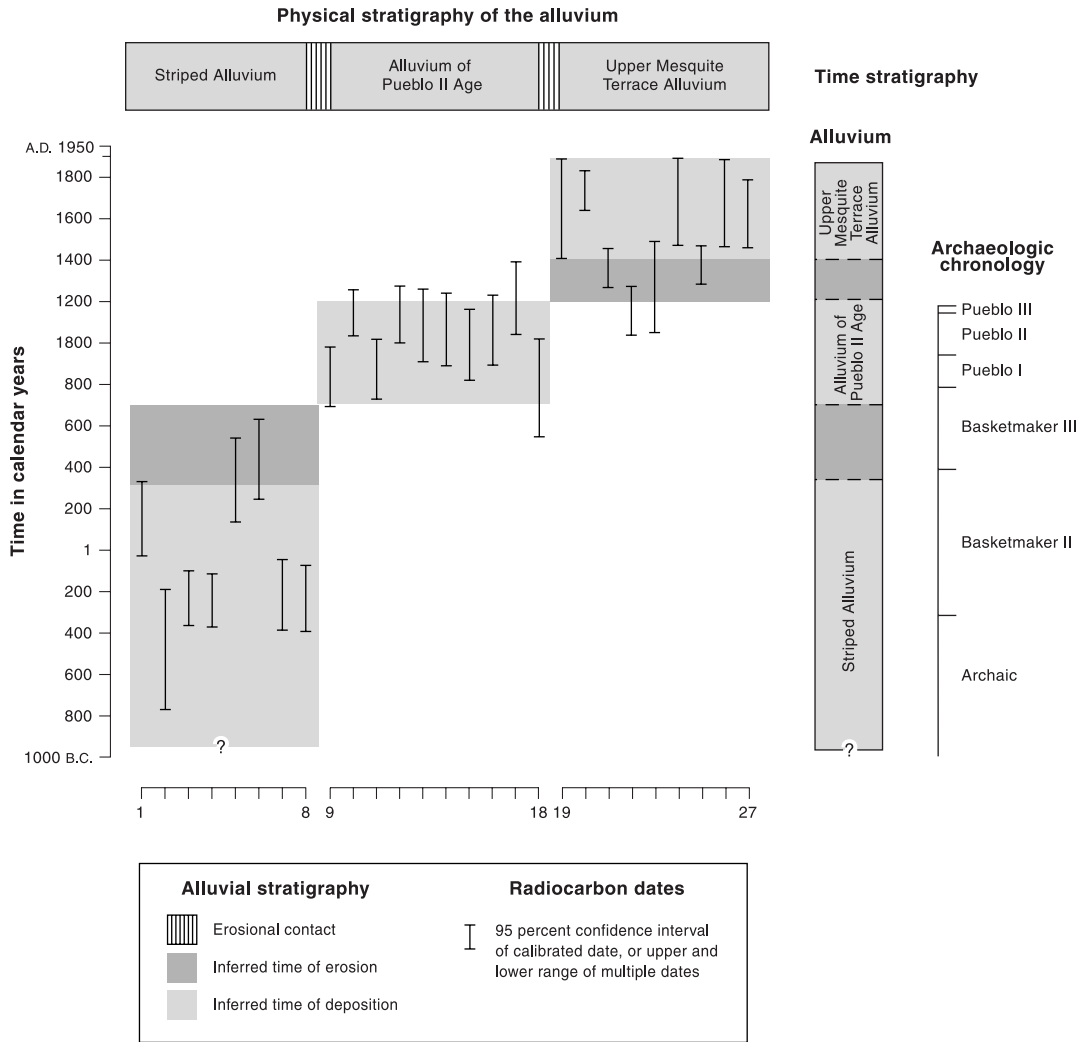 Physical stratigraphy of the alluvium
Striped Alluvium
Alluvium of
Pueblo II Age
Upper Mesquite
Terrace Alluvium
Time stratigraphy
Alluvium
Archaeologic
chronology
Time in calendar years
A.D. 1950
1800
1600
1400
1200
1800
800
600
400
200
1
200
400
600
800
1000 B.C.
?
1
8
9
18
19
27
Upper
Mesquite
Terrace
Alluvium
Alluvium of
Pueblo II Age
Striped Alluvium
?
Pueblo III
Pueblo II
Pueblo I
Basketmaker III
Basketmaker II
Archaic
Alluvial stratigraphy
Erosional contact
Inferred time of erosion
Inferred time of deposition
Radiocarbon dates
95 percent confidence interval
of calibrated date, or upper and
lower range of multiple dates